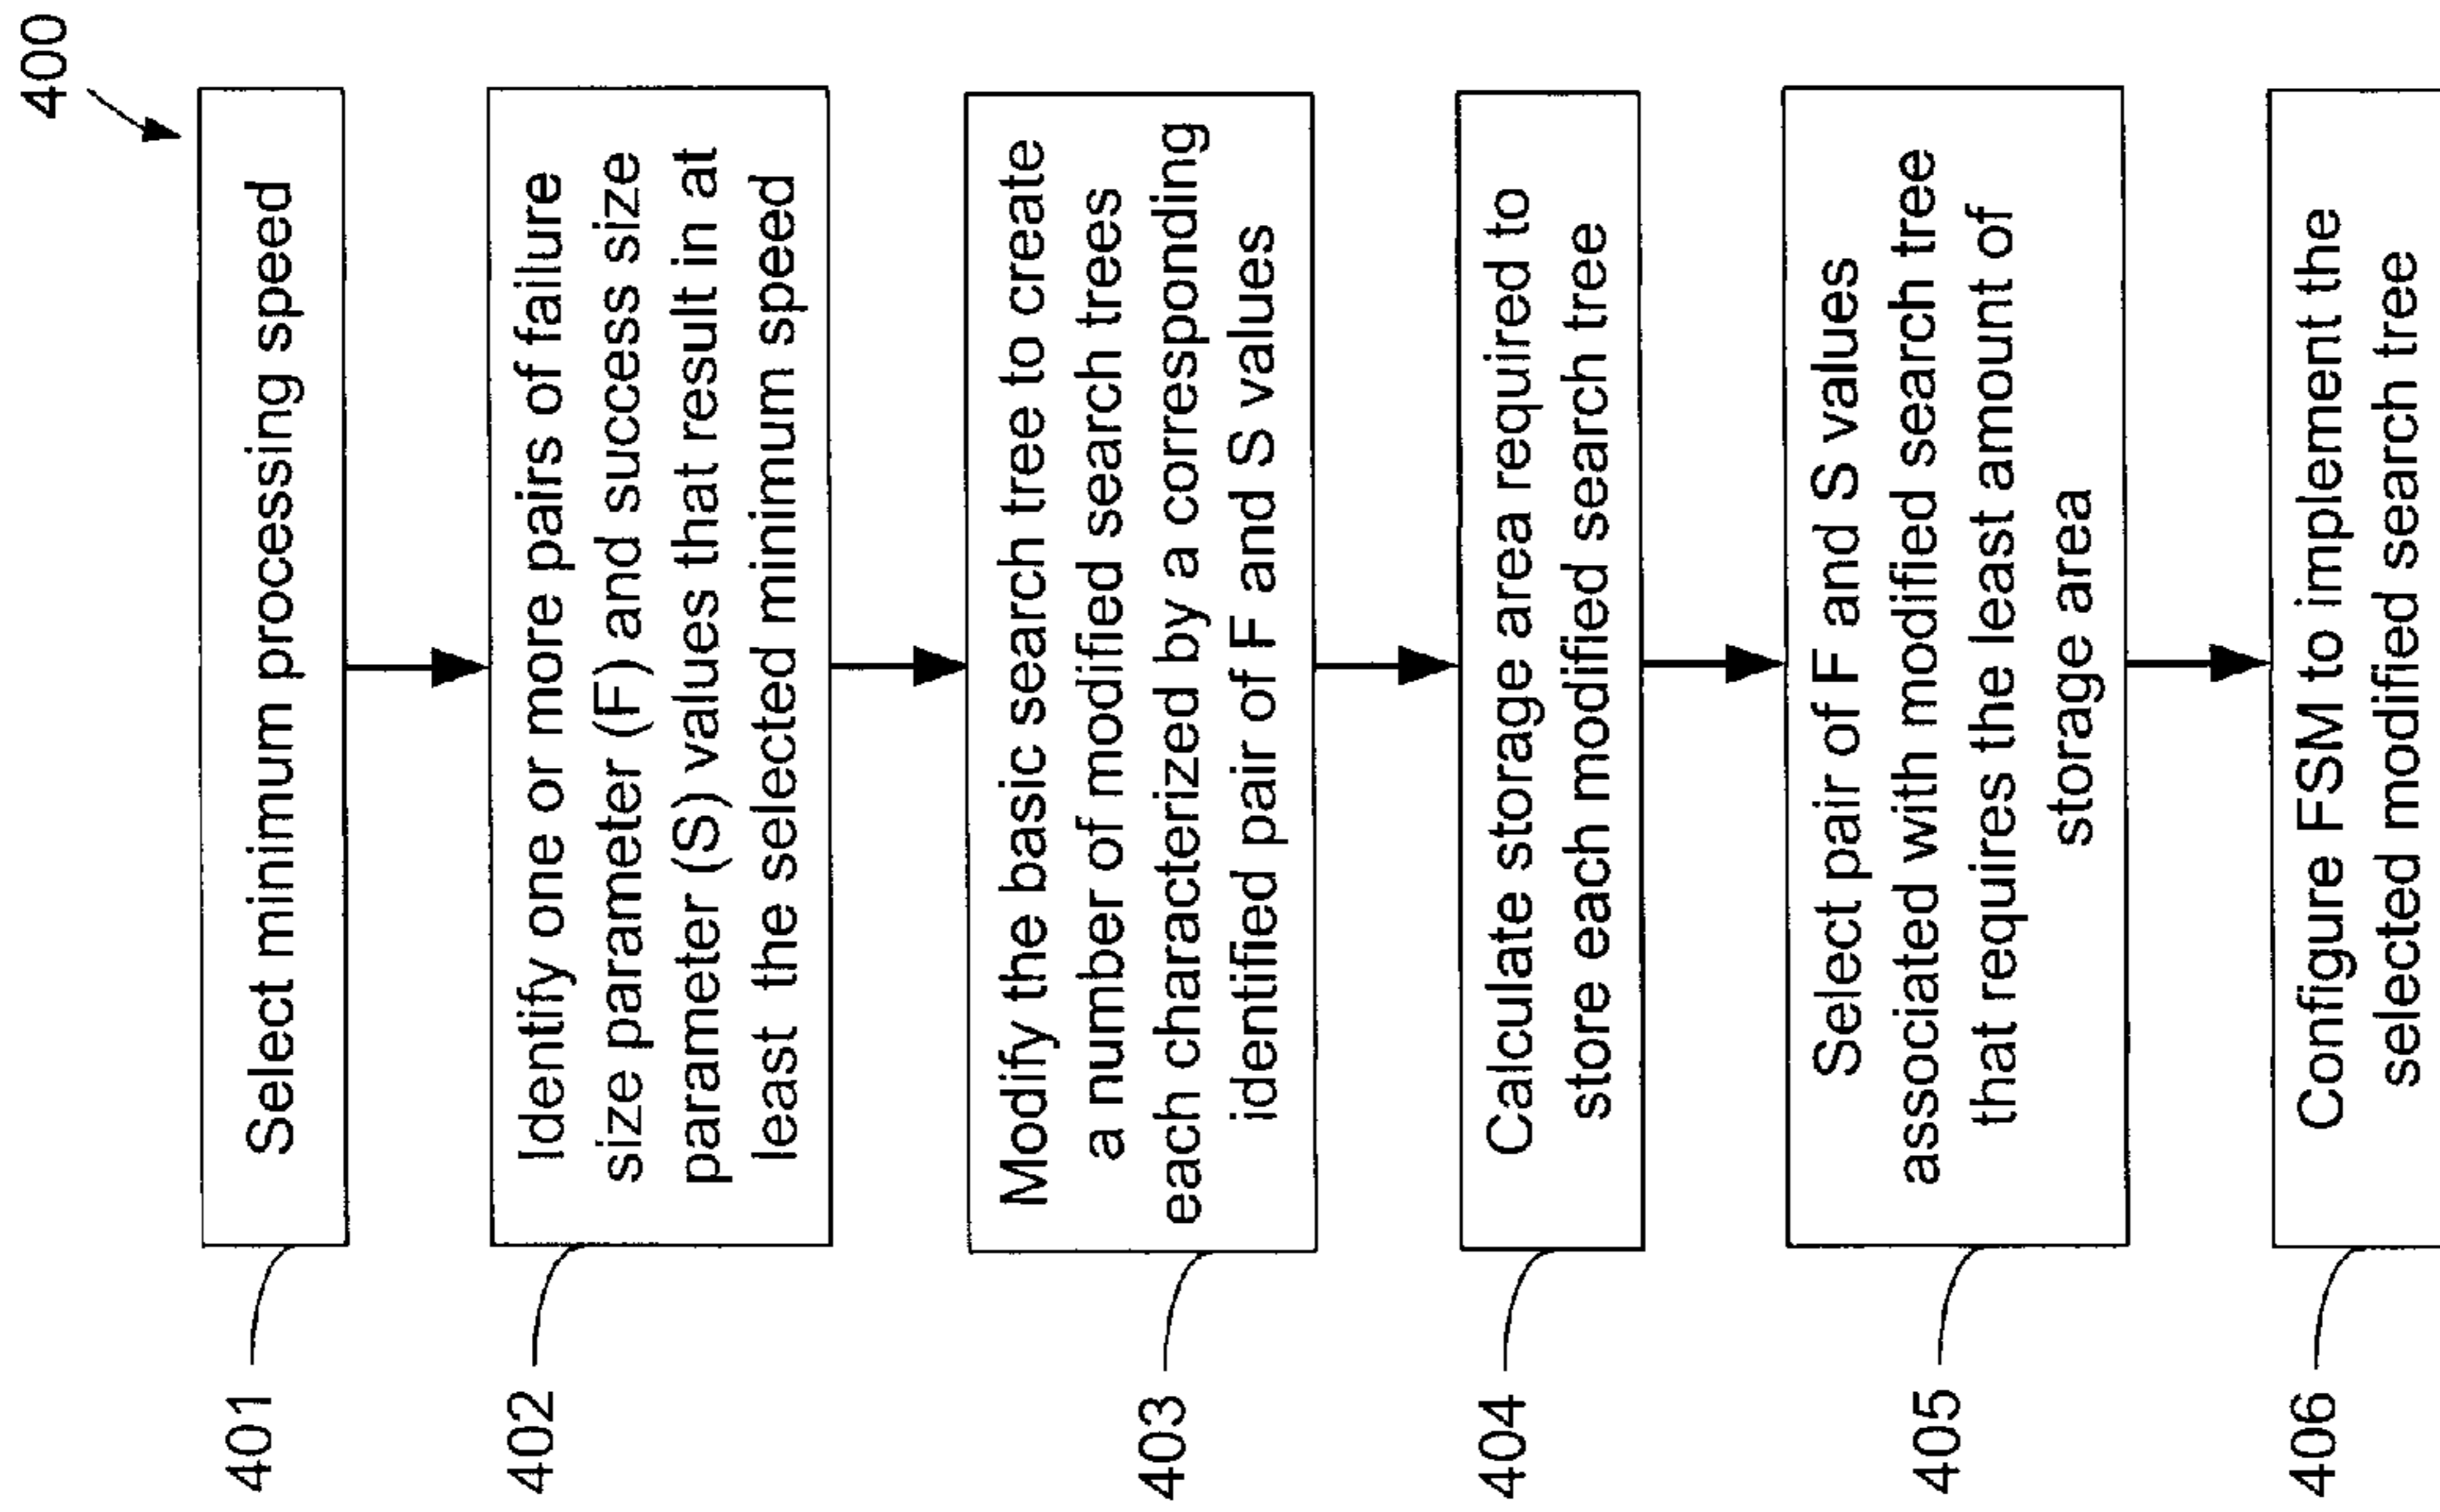 400
401
Select minimum processing speed
402
Identify one or more pairs of failure
size parameter (F) and success size
parameter (S) values that result in at
least the selected minimum speed
403
Modify the basic search tree to create
a number of modified search trees
each characterized by a corresponding
identified pair of F and S values
404
Calculate storage area required to
store each modified search tree
405
Select pair of F and S values
associated with modified search tree
that requires the least amount of
storage area
406
Configure FSM to implement the
selected modified search tree